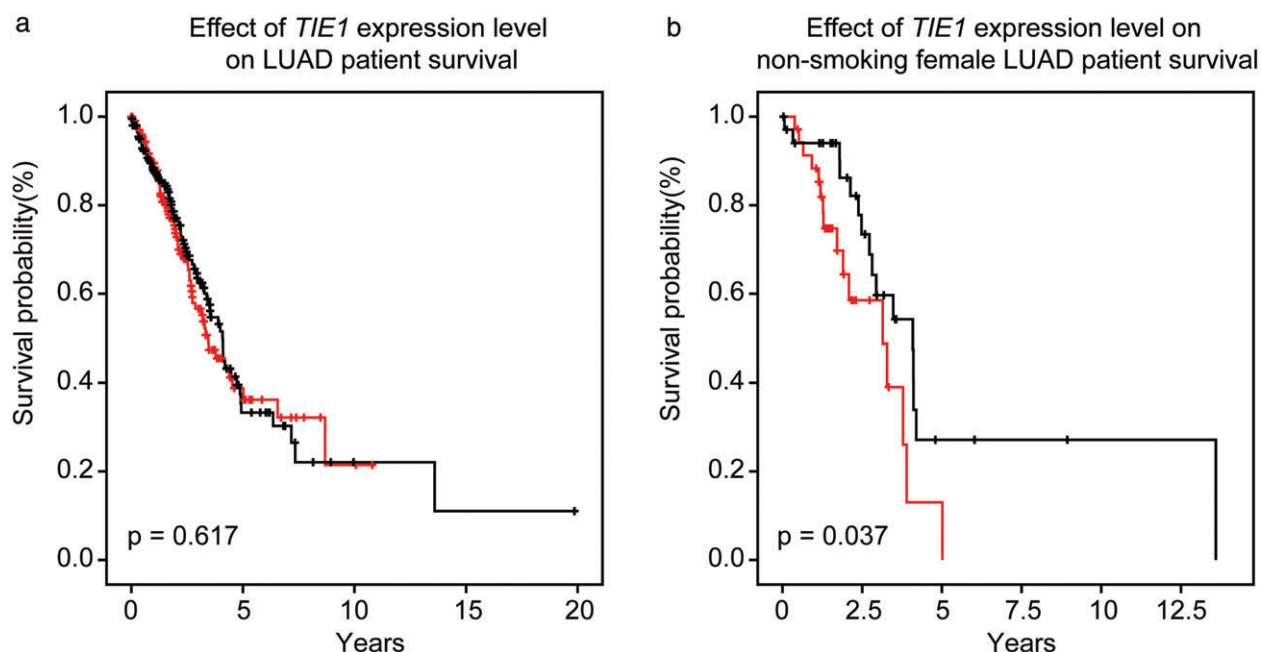 a
Effect of TIE1 expression level
on LUAD patient survival
Survival probability(%)
1.0
0.8
0.6
0.4
0.2
0.0
p = 0.617
0 5 10 15 20
Years
b
Effect of TIE1 expression level on
non-smoking female LUAD patient survival
Survival probability(%)
1.0
0.8
0.6
0.4
0.2
0.0
p = 0.037
0 2.5 5 7.5 10 12.5
Years